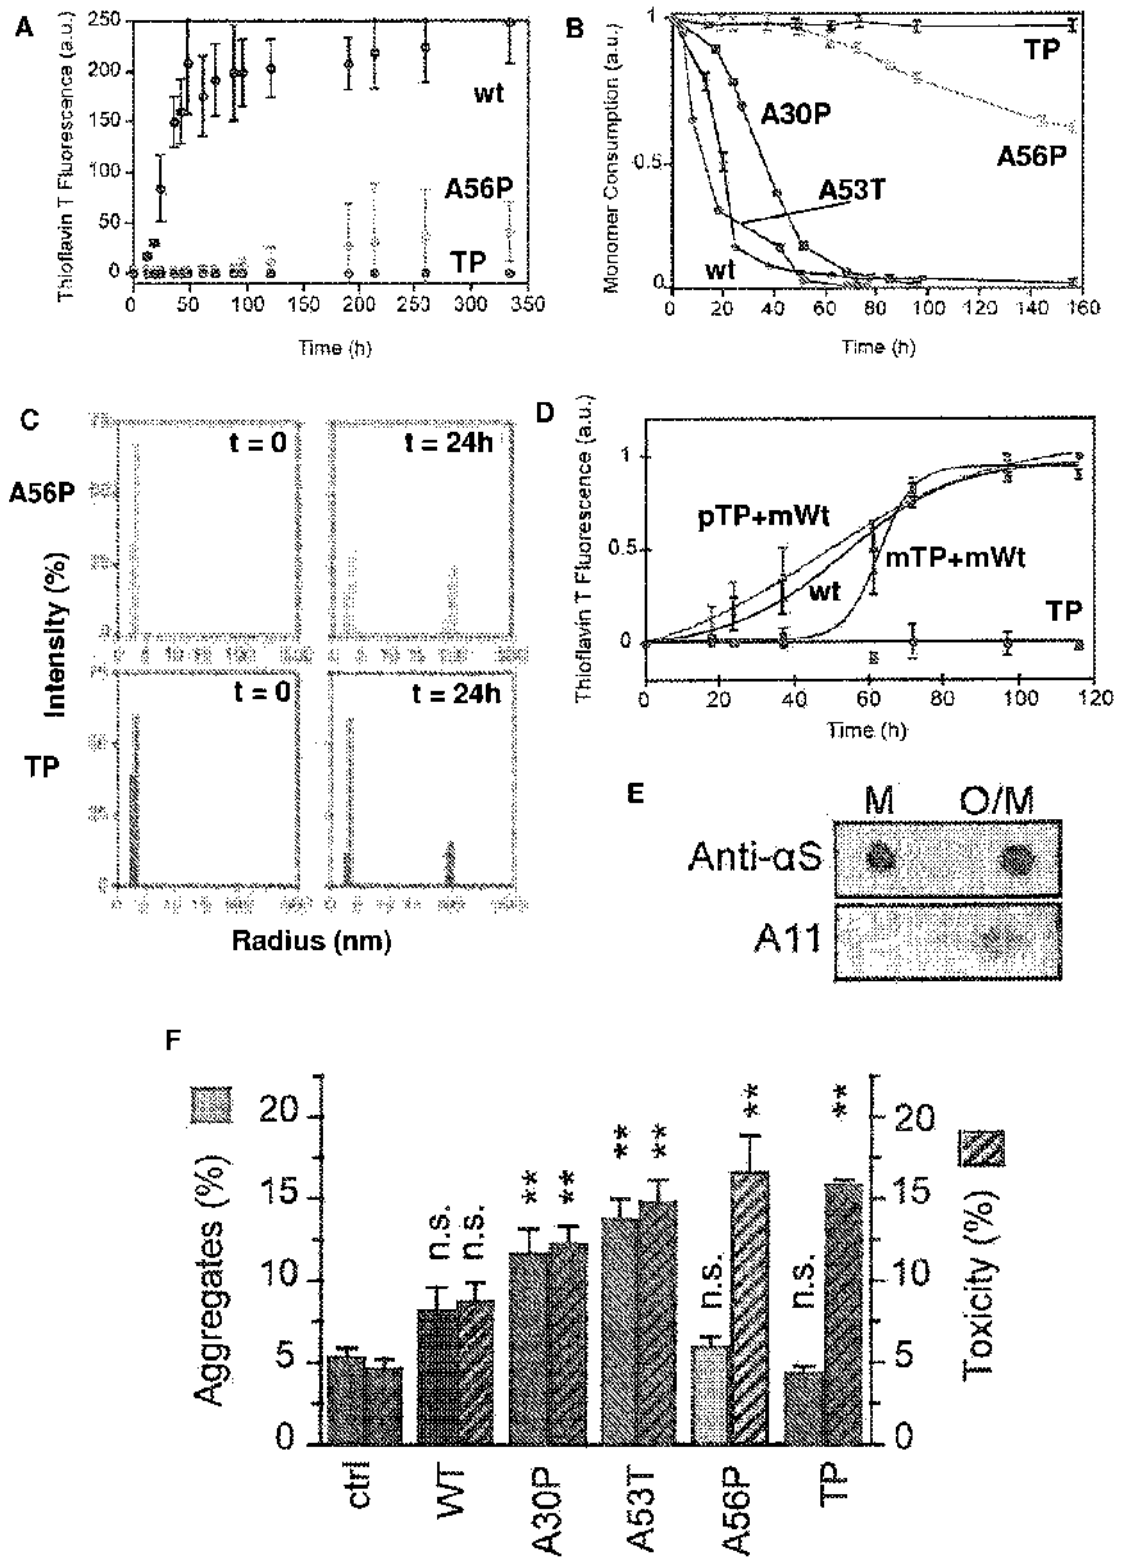 A
Thioflavin T Fluorescence (a.u.)
250
200
150
100
50
0
wt
A56P
TP
0 50 100 150 200 250 300 350
Time (h)
B
Monomer Consumption (a.u.)
1
0.5
0
TP
A30P
A56P
A53T
wt
0 20 40 60 80 100 120 140 160
Time (h)
C
t = 0
t = 24h
A56P
Intensity (%)
t = 0
t = 24h
TP
Radius (nm)
D
Thioflavin T Fluorescence (a.u.)
1
0.5
0
pTP+mWt
mTP+mWt
wt
TP
0 20 40 60 80 100 120
Time (h)
E
M O/M
Anti-αS
A11
F
Aggregates (%)
20
15
10
5
0
n.s. n.s. ** ** ** ** n.s. ** n.s. **
20
15
10
5
0
Toxicity (%)
ctrl WT A30P A53T A56P TP